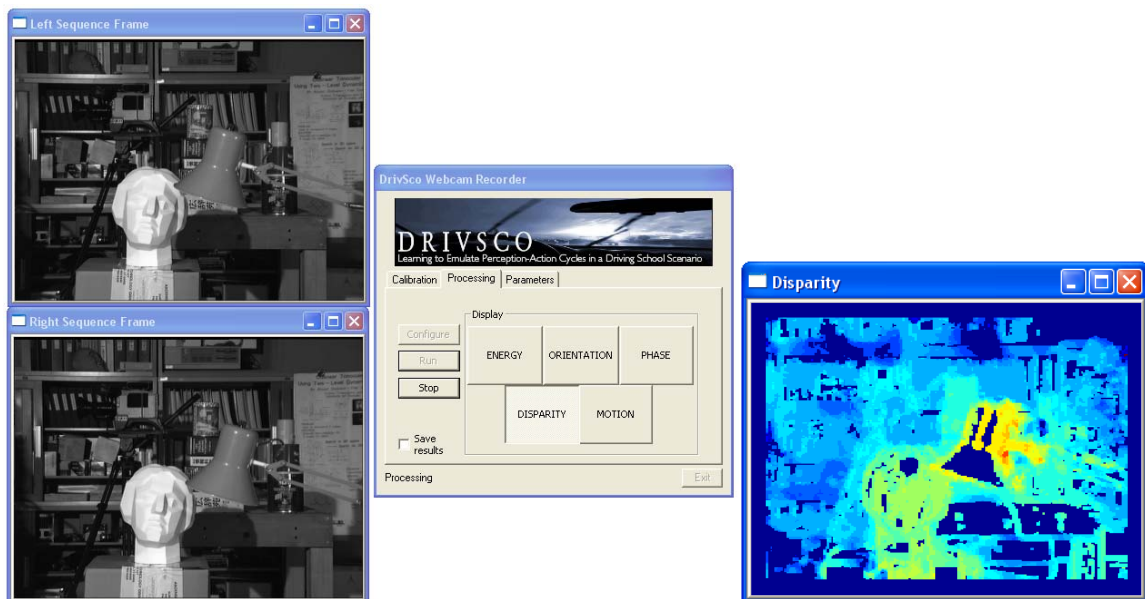 Left Sequence Frame
Right Sequence Frame
DrivSco Webcam Recorder
DRIVSCO
Learning to Emulate Perception-Action Cycles in a Driving School Scenario
Calibration Processing Parameters
Configure
Run
Stop
Save
results
Display
ENERGY ORIENTATION PHASE
DISPARITY MOTION
Processing
Exit
Disparity